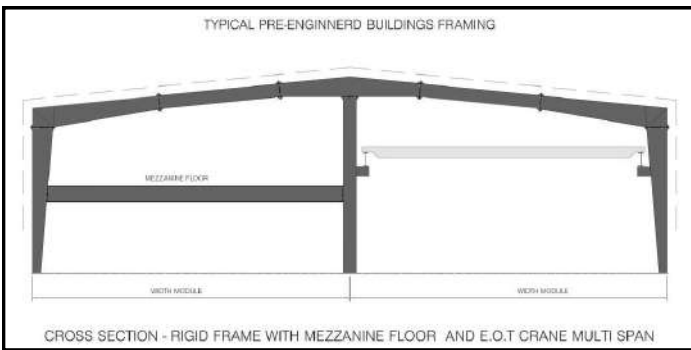 TYPICAL PRE-ENGINNERD BUILDINGS FRAMING
MEZZANINE FLOOR
WIDTH MODULE
WIDTH MODULE
CROSS SECTION - RIGID FRAME WITH MEZZANINE FLOOR AND E.O.T CRANE MULTI SPAN